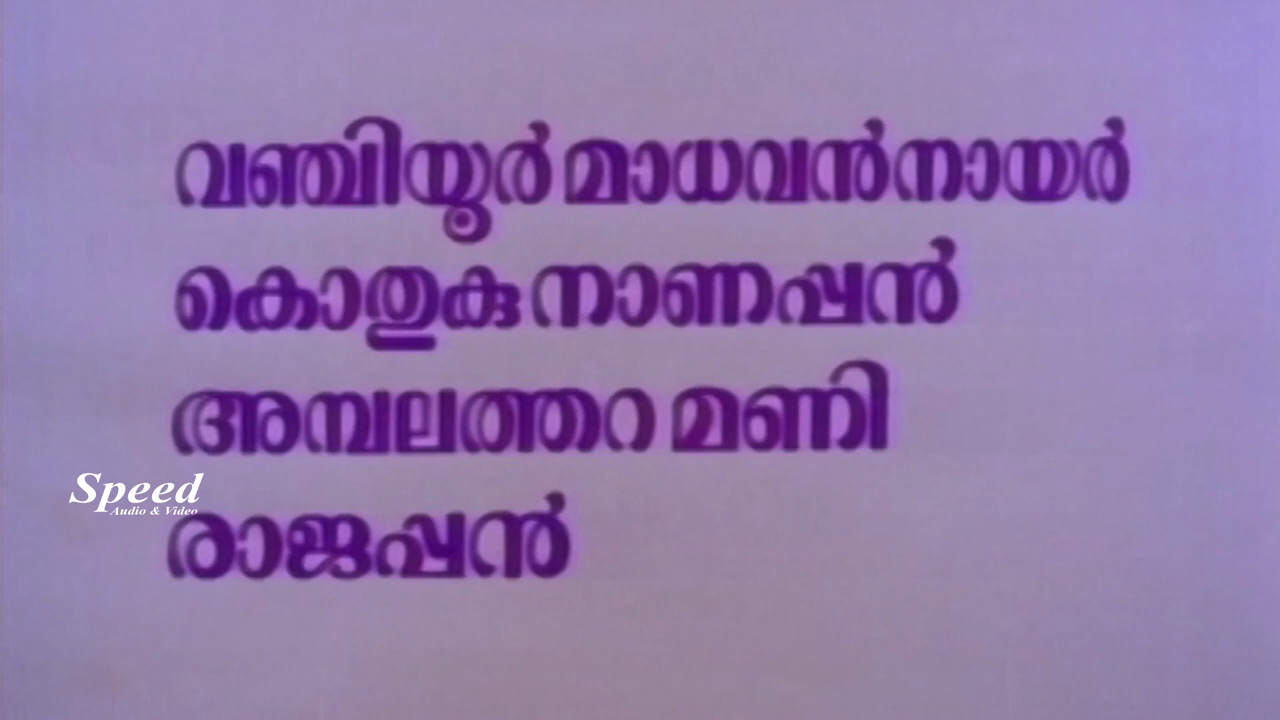 വഞ്ചിയൂർ മാധവൻനായർ
കൊതുകു നാണപ്പൻ
അമ്പലത്തറ മണി
Speed
Audio & Video
രാജപ്പൻ